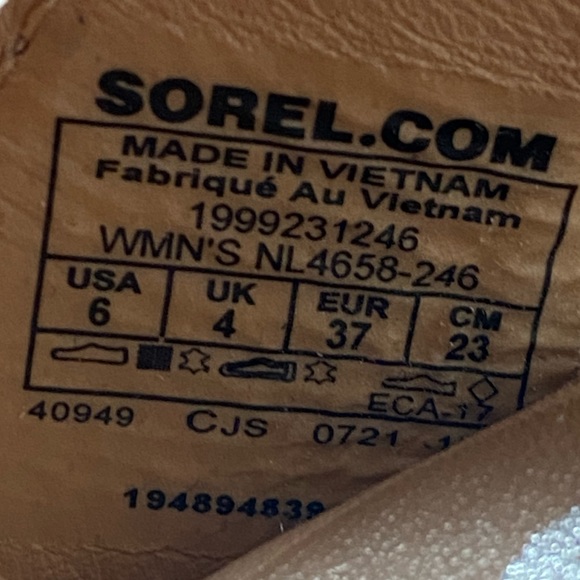 SOREL.COM
MADE IN VIETNAM
Fabriqué Au Vietnam
1999231246
WMN'S NL4658-246
USA UK EUR CM
6 4 37 23
ECA-17
40949 CJS 0721
194894839